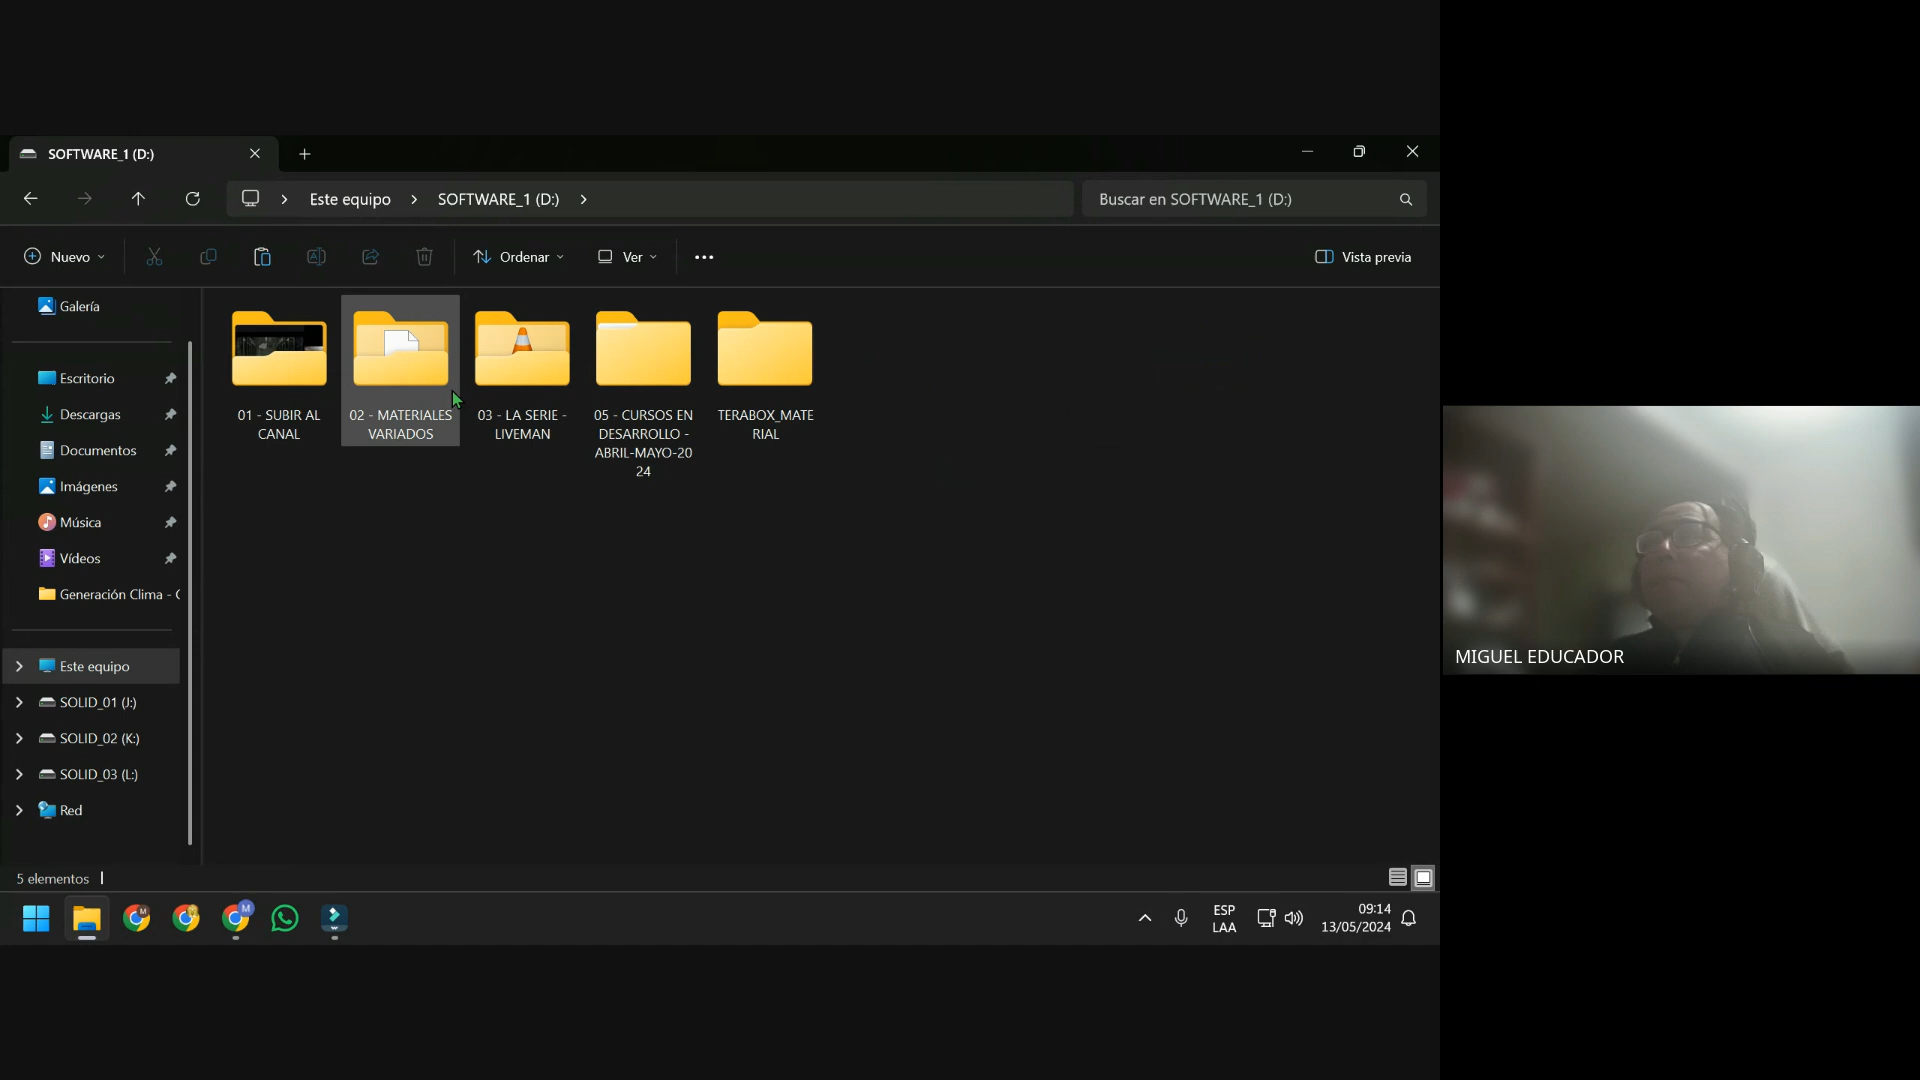 SOFTWARE_1 (D:)
Este equipo
SOFTWARE_1 (D:)
Buscar en SOFTWARE_1 (D:)
Nuevo
Ordenar
Ver
Vista previa
Galería
Escritorio
Descargas
Documentos
Imágenes
Música
Vídeos
Generación Clima -
Este equipo
SOLID_01 (J:)
SOLID_02 (K:)
SOLID_03 (L:)
Red
01 - SUBIR AL
CANAL
02 - MATERIALES
VARIADOS
03 - LA SERIE -
LIVEMAN
05 - CURSOS EN
DESARROLLO -
ABRIL-MAYO-20
24
TERABOX_MATE
RIAL
5 elementos
M
M
ESP
LAA
09:14
13/05/2024
MIGUEL EDUCADOR